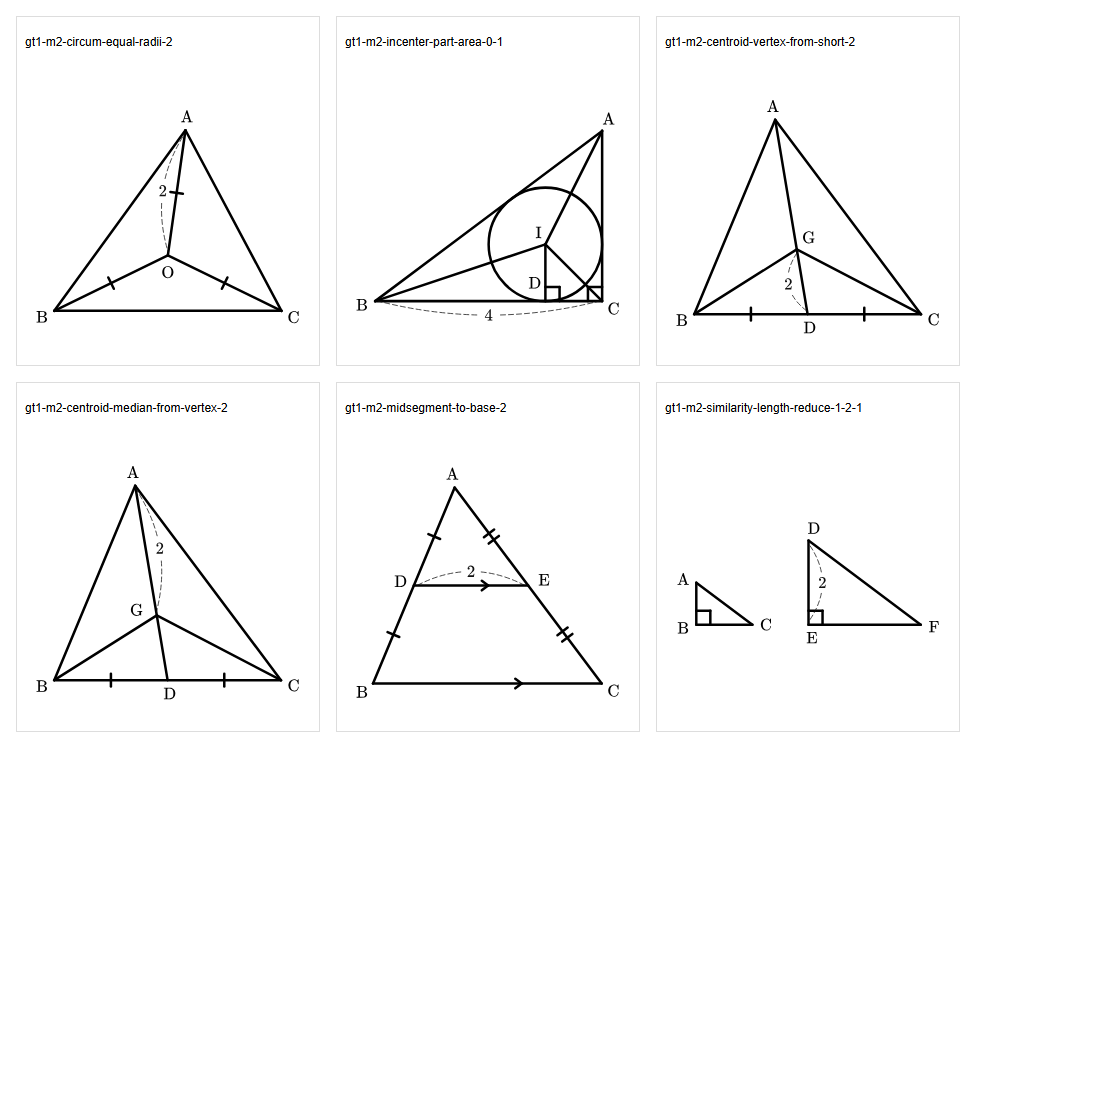 gt1-m2-circum-equal-radii-2
A
2
O
B
C
gt1-m2-incenter-part-area-0-1
A
I
D
B
C
4
gt1-m2-centroid-vertex-from-short-2
A
G
2
B
C
D
gt1-m2-centroid-median-from-vertex-2
A
2
G
B
C
D
gt1-m2-midsegment-to-base-2
A
2
D
E
B
C
gt1-m2-similarity-length-reduce-1-2-1
D
A
2
B
C
F
E